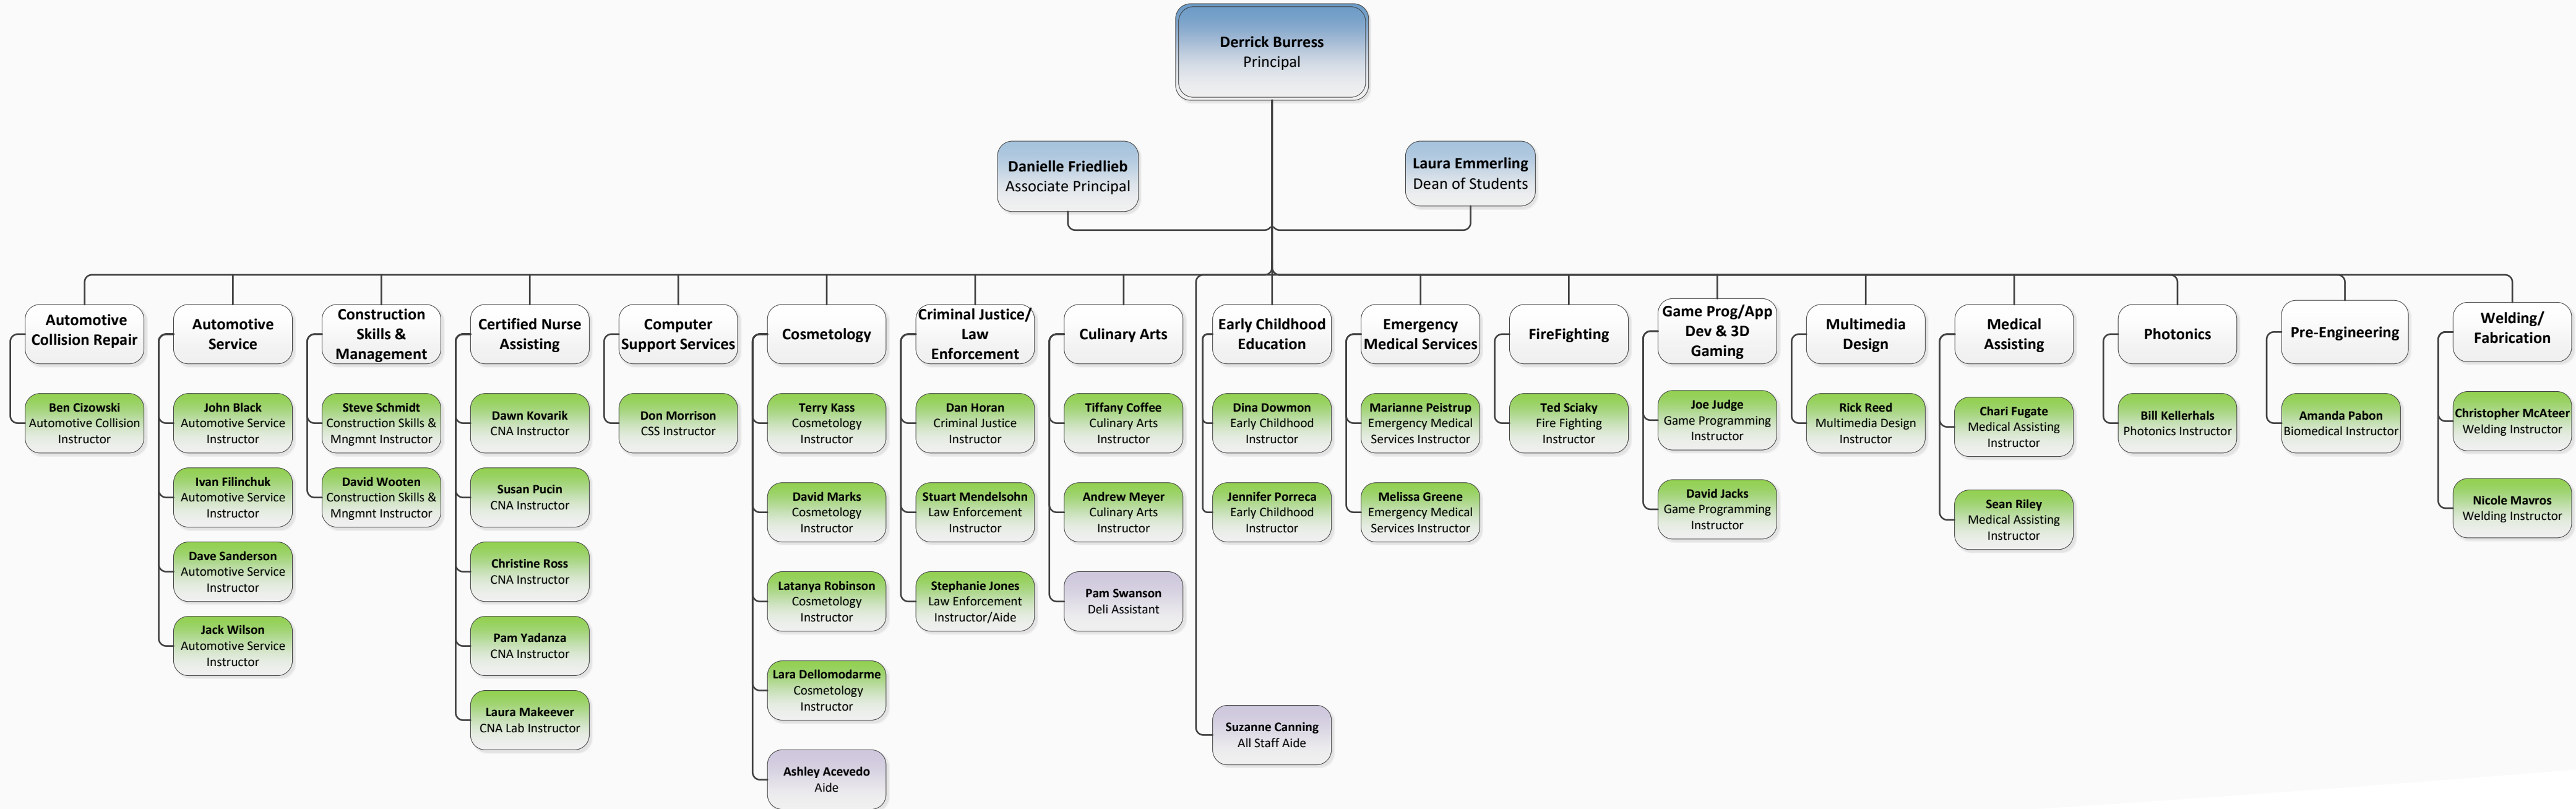 Derrick Burress
Principal
Danielle Friedlieb
Associate Principal
Laura Emmerling
Dean of Students
Automotive
Collision Repair
Ben Cizowski
Automotive Collision
Instructor
Automotive
Service
John Black
Automotive Service
Instructor
Ivan Filinchuk
Automotive Service
Instructor
Dave Sanderson
Automotive Service
Instructor
Jack Wilson
Automotive Service
Instructor
Construction
Skills &
Management
Steve Schmidt
Construction Skills &
Mngmnt Instructor
David Wooten
Construction Skills &
Mngmnt Instructor
Certified Nurse
Assisting
Dawn Kovarik
CNA Instructor
Susan Pucin
CNA Instructor
Christine Ross
CNA Instructor
Pam Yadanza
CNA Instructor
Laura Makeever
CNA Lab Instructor
Computer
Support Services
Don Morrison
CSS Instructor
Cosmetology
Terry Kass
Cosmetology
Instructor
David Marks
Cosmetology
Instructor
Latanya Robinson
Cosmetology
Instructor
Lara Dellomodarme
Cosmetology
Instructor
Ashley Acevedo
Aide
Criminal Justice/
Law
Enforcement
Dan Horan
Criminal Justice
Instructor
Stuart Mendelsohn
Law Enforcement
Instructor
Stephanie Jones
Law Enforcement
Instructor/Aide
Culinary Arts
Tiffany Coffee
Culinary Arts
Instructor
Andrew Meyer
Culinary Arts
Instructor
Pam Swanson
Deli Assistant
Early Childhood
Education
Dina Dowmon
Early Childhood
Instructor
Jennifer Porreca
Early Childhood
Instructor
Suzanne Canning
All Staff Aide
Emergency
Medical Services
Marianne Peistrup
Emergency Medical
Services Instructor
Melissa Greene
Emergency Medical
Services Instructor
FireFighting
Ted Sciaky
Fire Fighting
Instructor
Game Prog/App
Dev & 3D
Gaming
Joe Judge
Game Programming
Instructor
David Jacks
Game Programming
Instructor
Multimedia
Design
Rick Reed
Multimedia Design
Instructor
Medical
Assisting
Chari Fugate
Medical Assisting
Instructor
Sean Riley
Medical Assisting
Instructor
Photonics
Bill Kellerhals
Photonics Instructor
Pre-Engineering
Amanda Pabon
Biomedical Instructor
Welding/
Fabrication
Christopher McAteer
Welding Instructor
Nicole Mavros
Welding Instructor